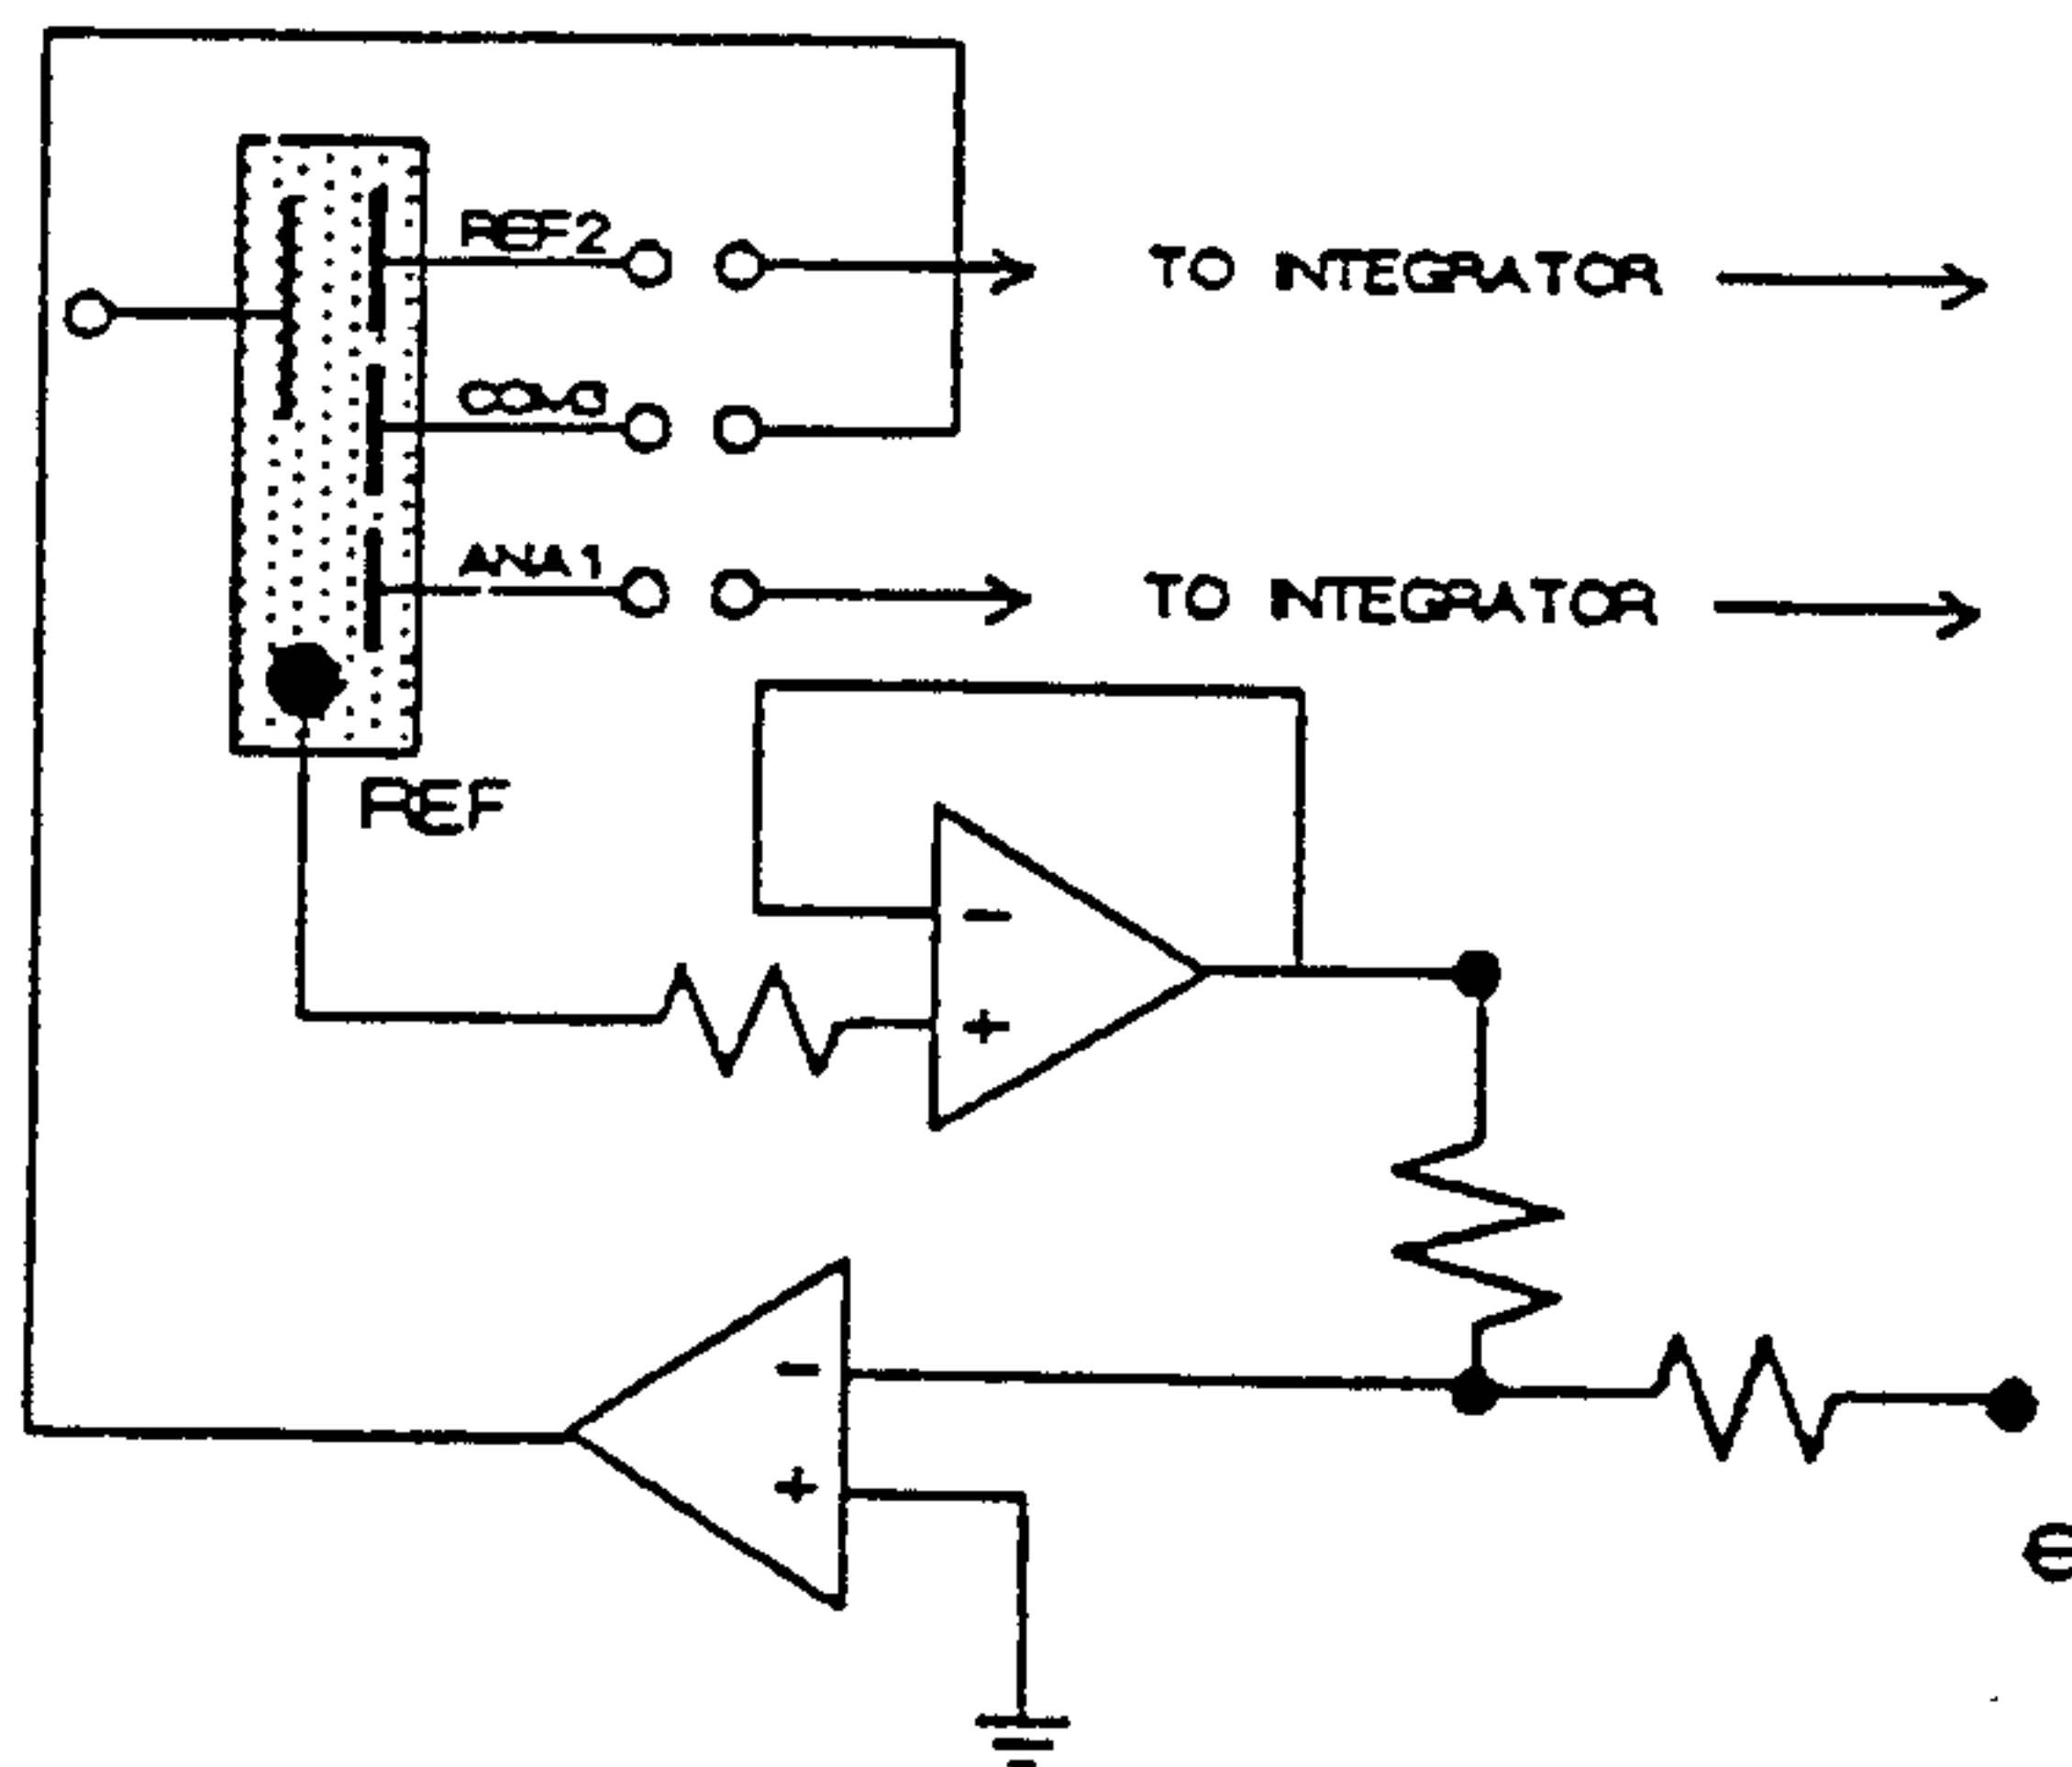 REF2
TO INTEGRATOR
ANA1
TO INTEGRATOR
REF
-
+
-
+